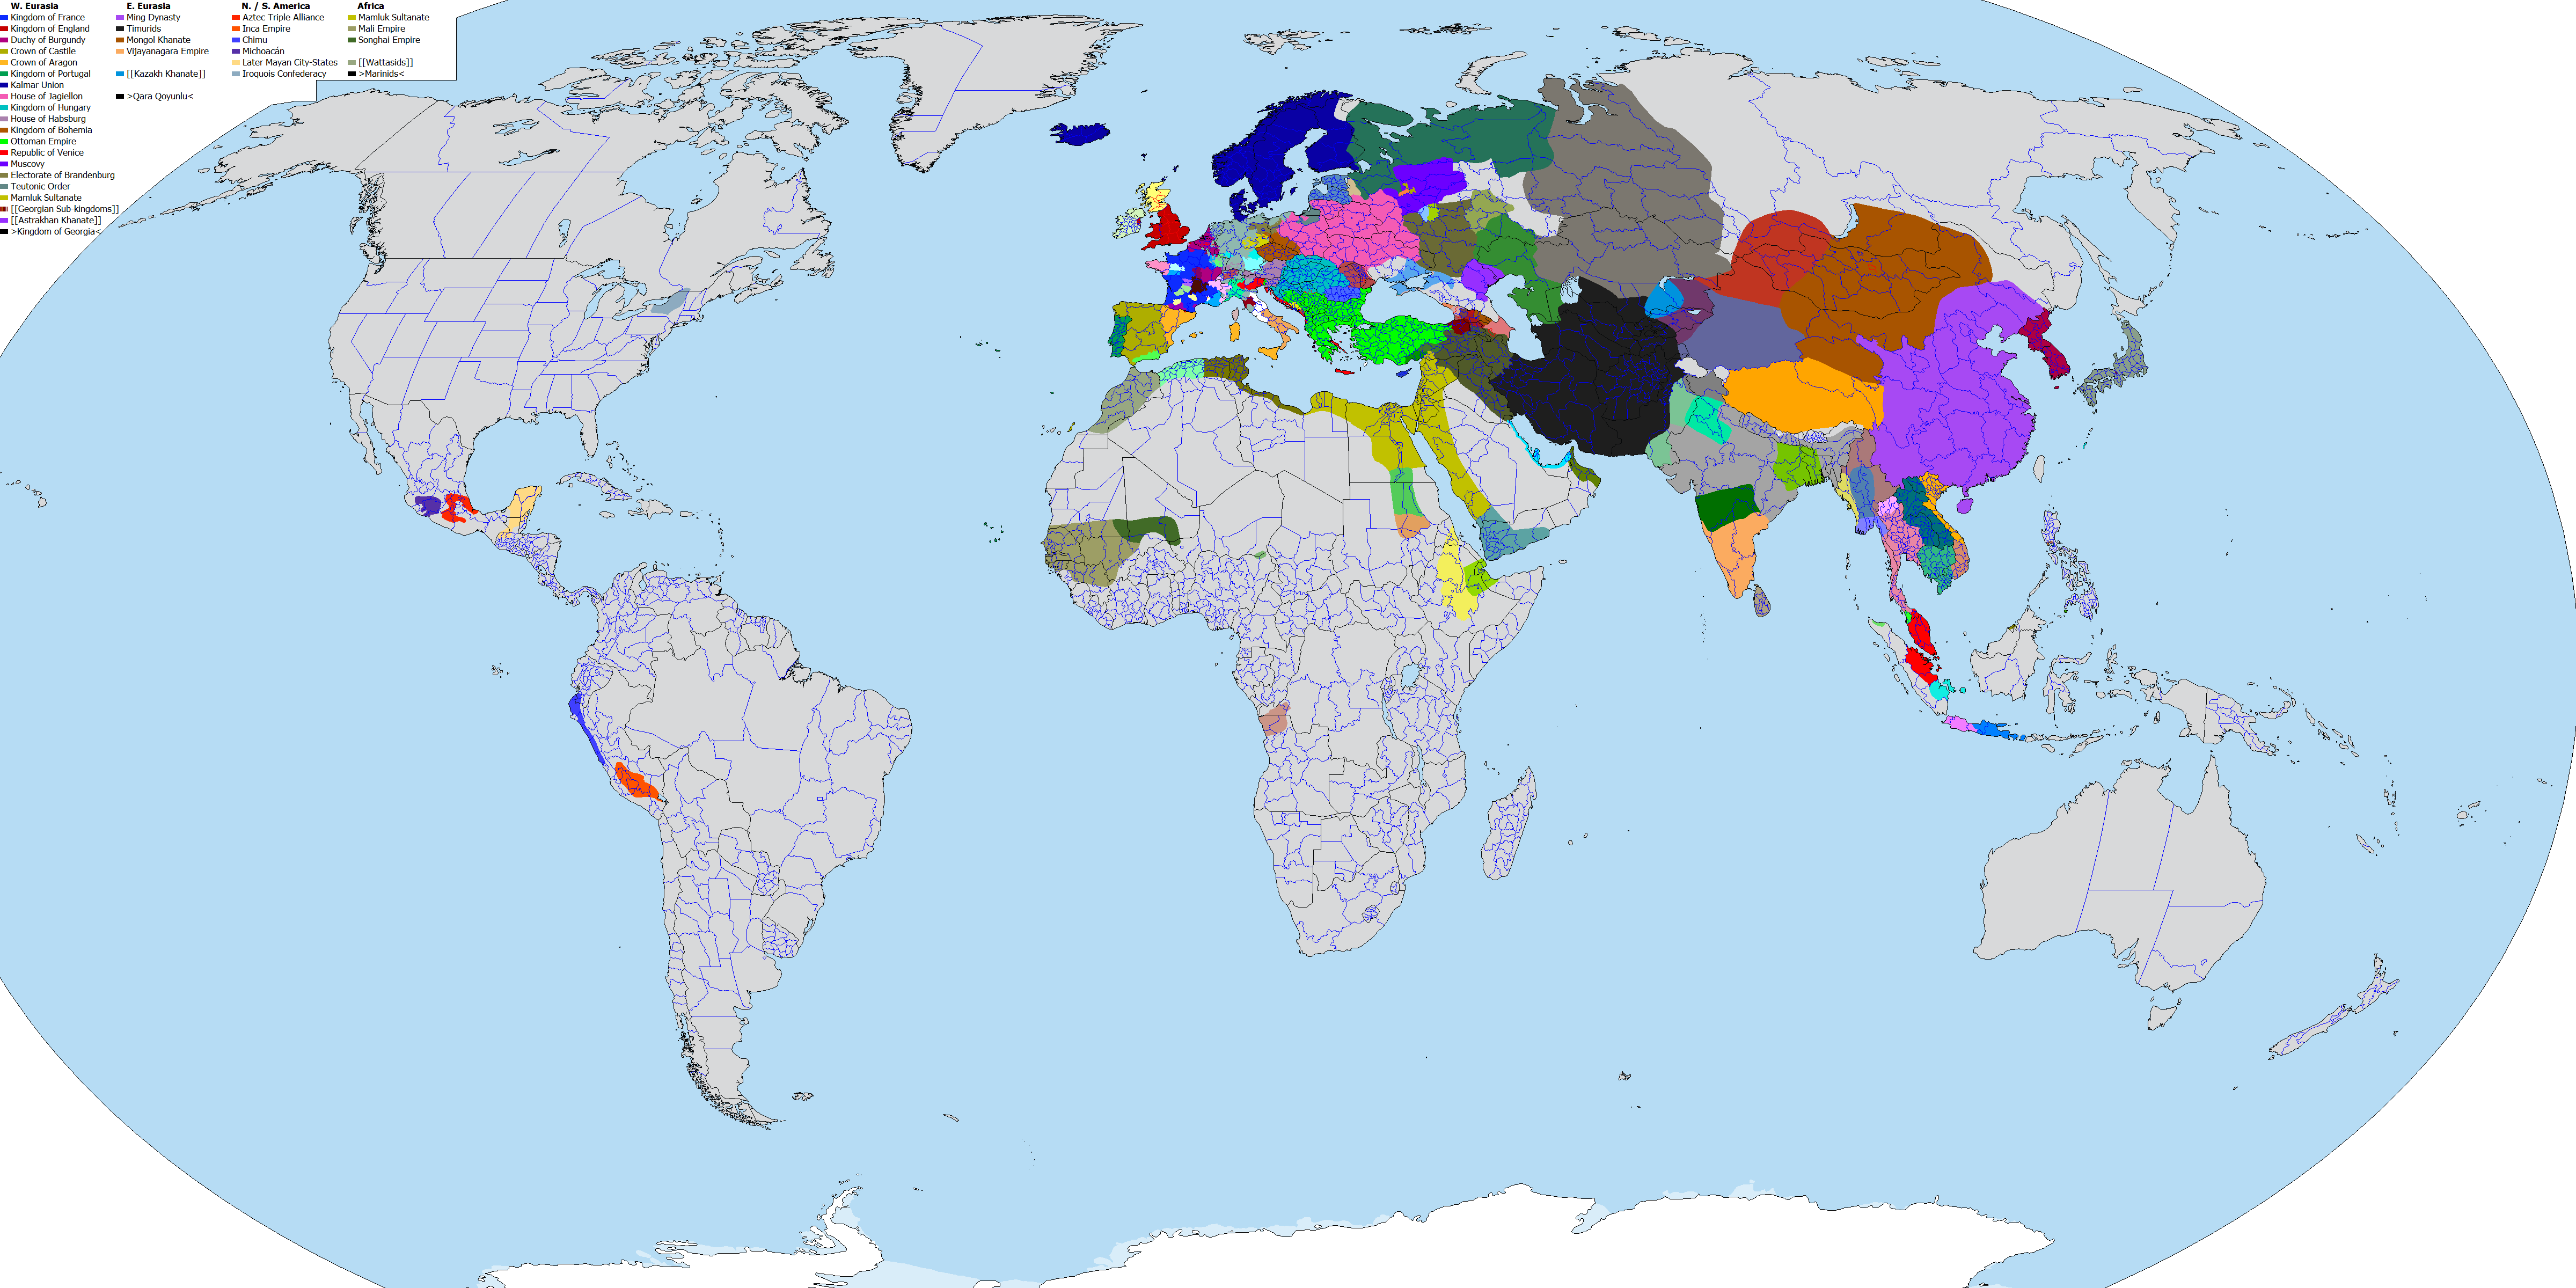 W. Eurasia
Kingdom of France
Kingdom of England
Duchy of Burgundy
Crown of Castile
Crown of Aragon
Kingdom of Portugal
Kalmar Union
House of Jagiellon
Kingdom of Hungary
House of Habsburg
Kingdom of Bohemia
Ottoman Empire
Republic of Venice
Muscovy
Electorate of Brandenburg
Teutonic Order
Mamluk Sultanate
[[Georgian Sub-kingdoms]]
[[Astrakhan Khanate]]
>Kingdom of Georgia<
E. Eurasia
Ming Dynasty
Timurids
Mongol Khanate
Vijayanagara Empire
[[Kazakh Khanate]]
>Qara Qoyunlu<
N. / S. America
Aztec Triple Alliance
Inca Empire
Chimu
Michoacán
Later Mayan City-States
Iroquois Confederacy
Africa
Mamluk Sultanate
Mali Empire
Songhai Empire
[[Wattasids]]
>Marinids<